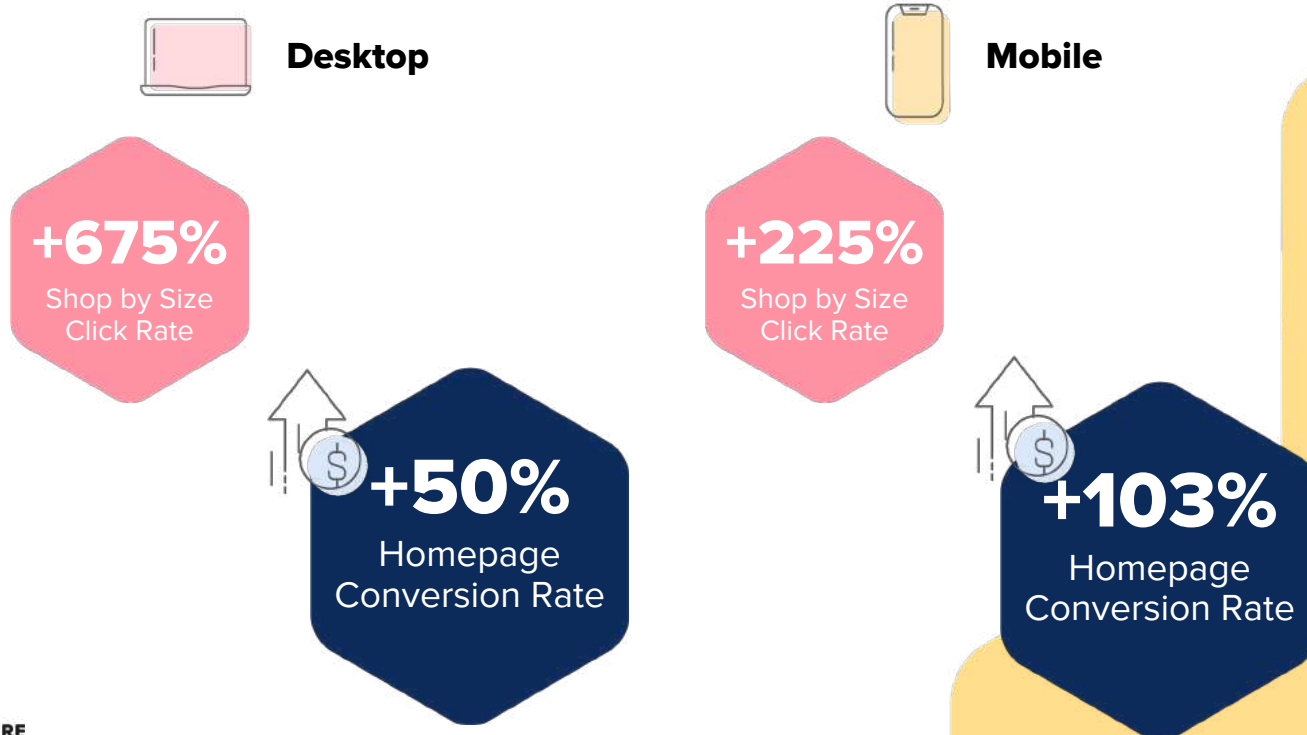 Desktop
+675%
Shop by Size
Click Rate
$
+50%
Homepage
Conversion Rate
Mobile
+225%
Shop by Size
Click Rate
$
+103%
Homepage
Conversion Rate
RE